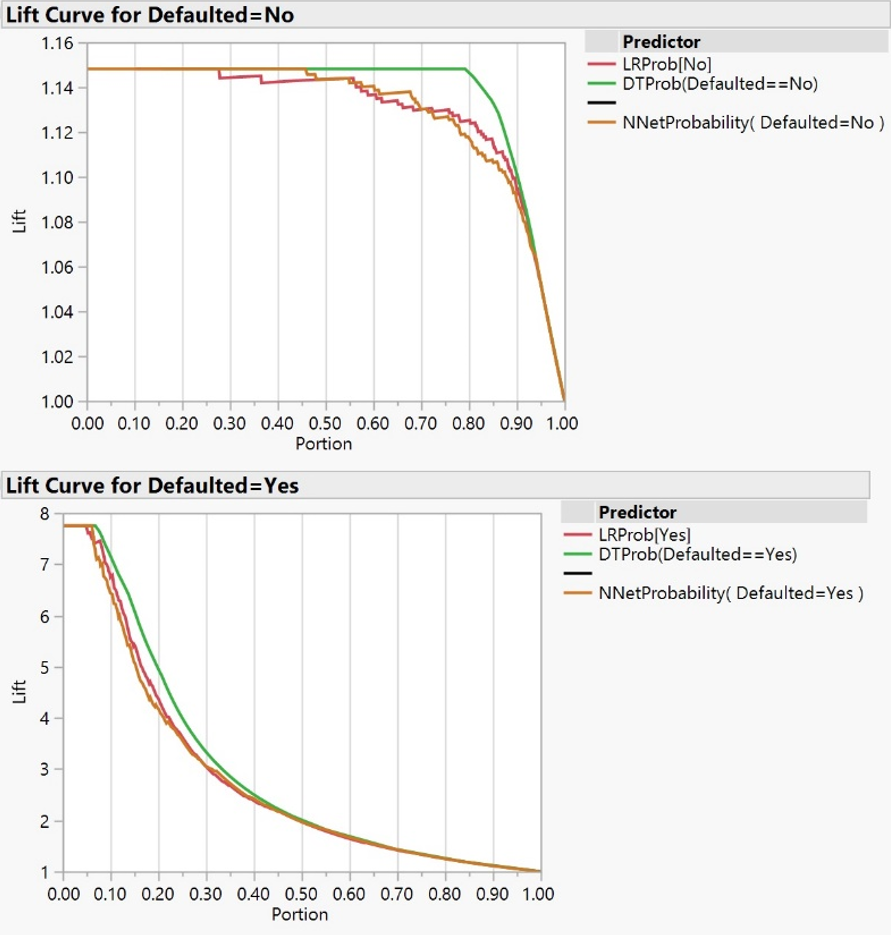 Lift Curve for Defaulted=No
Predictor
LRProb[No]
DTProb(Defaulted==No)
NNetProbability( Defaulted=No )
1.16
1.14
1.12
1.10
1.08
1.06
1.04
1.02
1.00
Lift
0.00 0.10 0.20 0.30 0.40 0.50 0.60 0.70 0.80 0.90 1.00
Portion
Lift Curve for Defaulted=Yes
Predictor
LRProb[Yes]
DTProb(Defaulted==Yes)
NNetProbability( Defaulted=Yes )
8
7
6
5
4
3
2
1
Lift
0.00 0.10 0.20 0.30 0.40 0.50 0.60 0.70 0.80 0.90 1.00
Portion